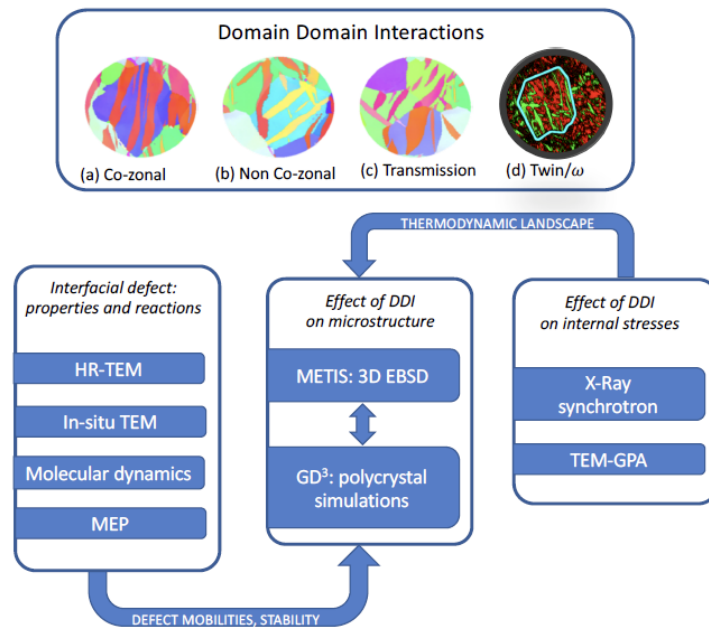 Domain Domain Interactions
(a) Co-zonal
(b) Non Co-zonal
(c) Transmission
(d) Twin/ω
THERMODYNAMIC LANDSCAPE
Interfacial defect:
properties and reactions
HR-TEM
In-situ TEM
Molecular dynamics
MEP
Effect of DDI
on microstructure
METIS: 3D EBSD
GD³: polycrystal
simulations
Effect of DDI
on internal stresses
X-Ray
synchrotron
TEM-GPA
DEFECT MOBILITIES, STABILITY